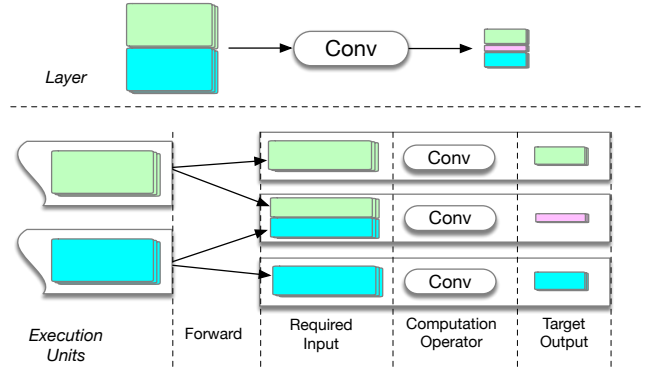 Conv
Layer
Conv
Conv
Conv
Execution
Units
Forward
Required
Input
Computation
Operator
Target
Output